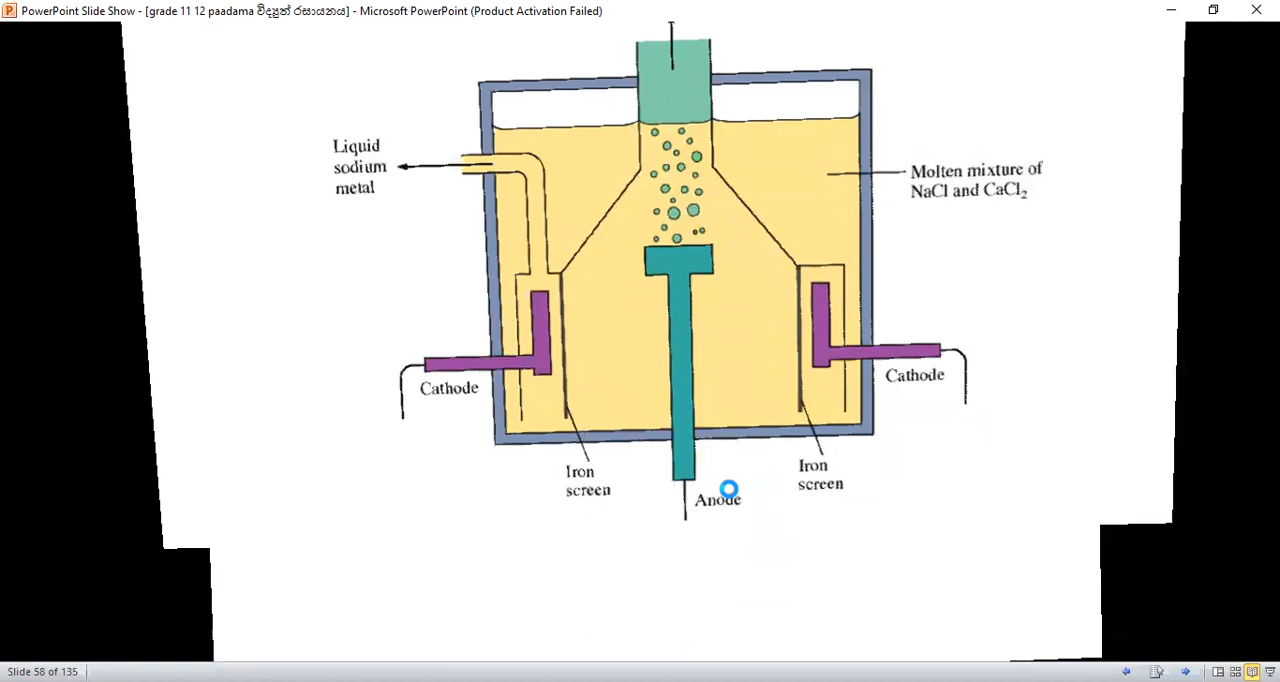 PowerPoint Slide Show - [grade 11 12 paadama විද්‍යුත් රසායනය] - Microsoft PowerPoint (Product Activation Failed)
Liquid
sodium
metal
Molten mixture of
NaCl and CaCl₂
Cathode
Cathode
Iron
screen
Iron
screen
Anode
Slide 58 of 135